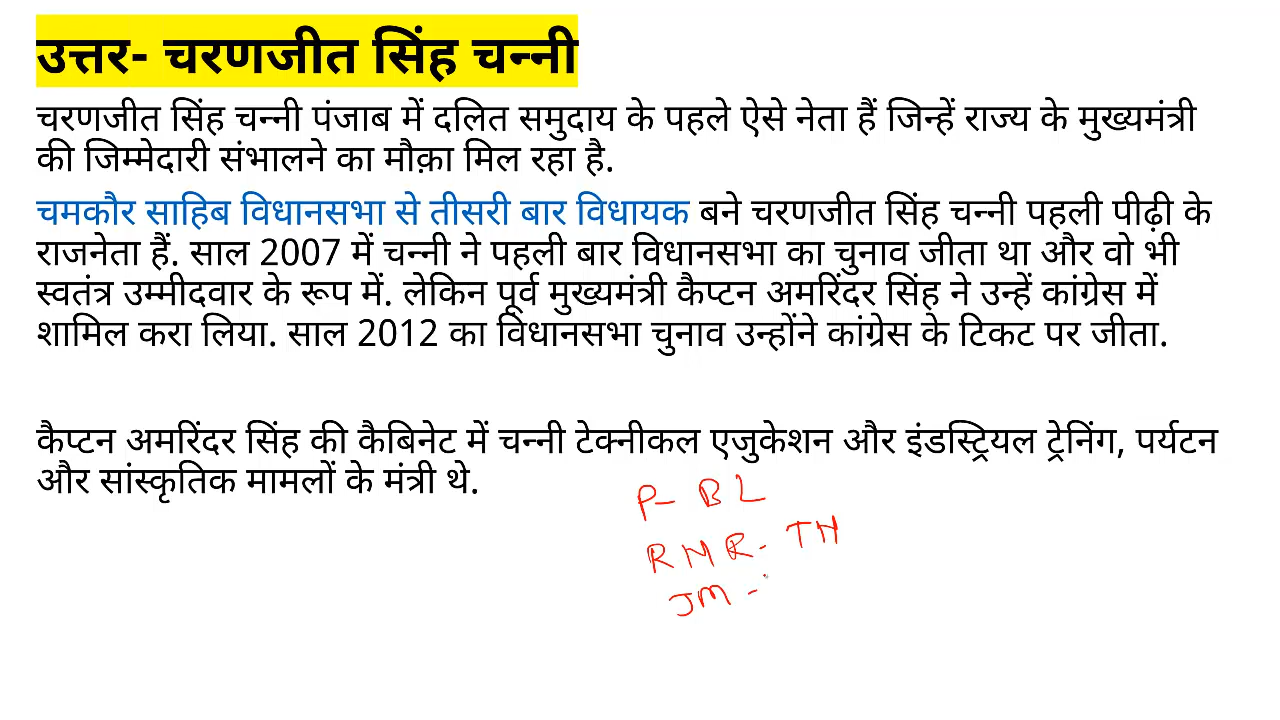 उत्तर- चरणजीत सिंह चन्नी
चरणजीत सिंह चन्नी पंजाब में दलित समुदाय के पहले ऐसे नेता हैं जिन्हें राज्य के मुख्यमंत्री
की जिम्मेदारी संभालने का मौक़ा मिल रहा है.
चमकौर साहिब विधानसभा से तीसरी बार विधायक बने चरणजीत सिंह चन्नी पहली पीढ़ी के
राजनेता हैं. साल 2007 में चन्नी ने पहली बार विधानसभा का चुनाव जीता था और वो भी
स्वतंत्र उम्मीदवार के रूप में. लेकिन पूर्व मुख्यमंत्री कैप्टन अमरिंदर सिंह ने उन्हें कांग्रेस में
शामिल करा लिया. साल 2012 का विधानसभा चुनाव उन्होंने कांग्रेस के टिकट पर जीता.
कैप्टन अमरिंदर सिंह की कैबिनेट में चन्नी टेक्नीकल एजुकेशन और इंडस्ट्रियल ट्रेनिंग, पर्यटन
और सांस्कृतिक मामलों के मंत्री थे.
P- BL
RNR- TN
JM -